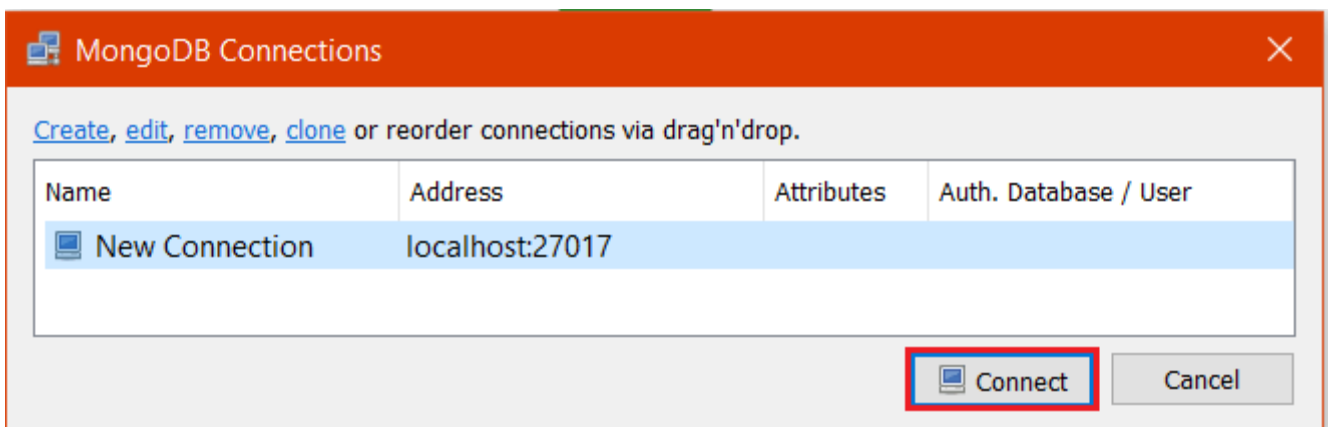 MongoDB Connections
Create, edit, remove, clone or reorder connections via drag'n'drop.
Name Address Attributes Auth. Database / User
New Connection localhost:27017
Connect Cancel